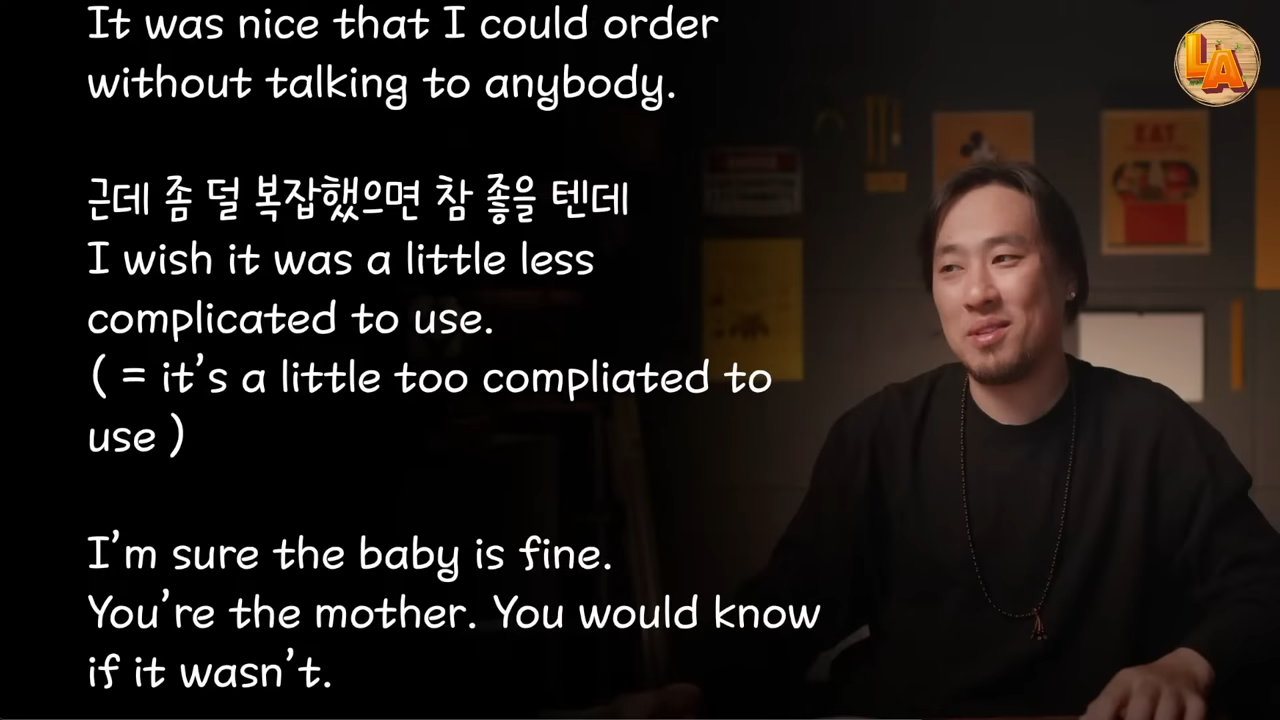 It was nice that I could order
without talking to anybody.
근데 좀 덜 복잡했으면 참 좋을 텐데
I wish it was a little less
complicated to use.
( = it's a little too compliated to
use )
I'm sure the baby is fine.
You're the mother. You would know
if it wasn't.
LA
EAT